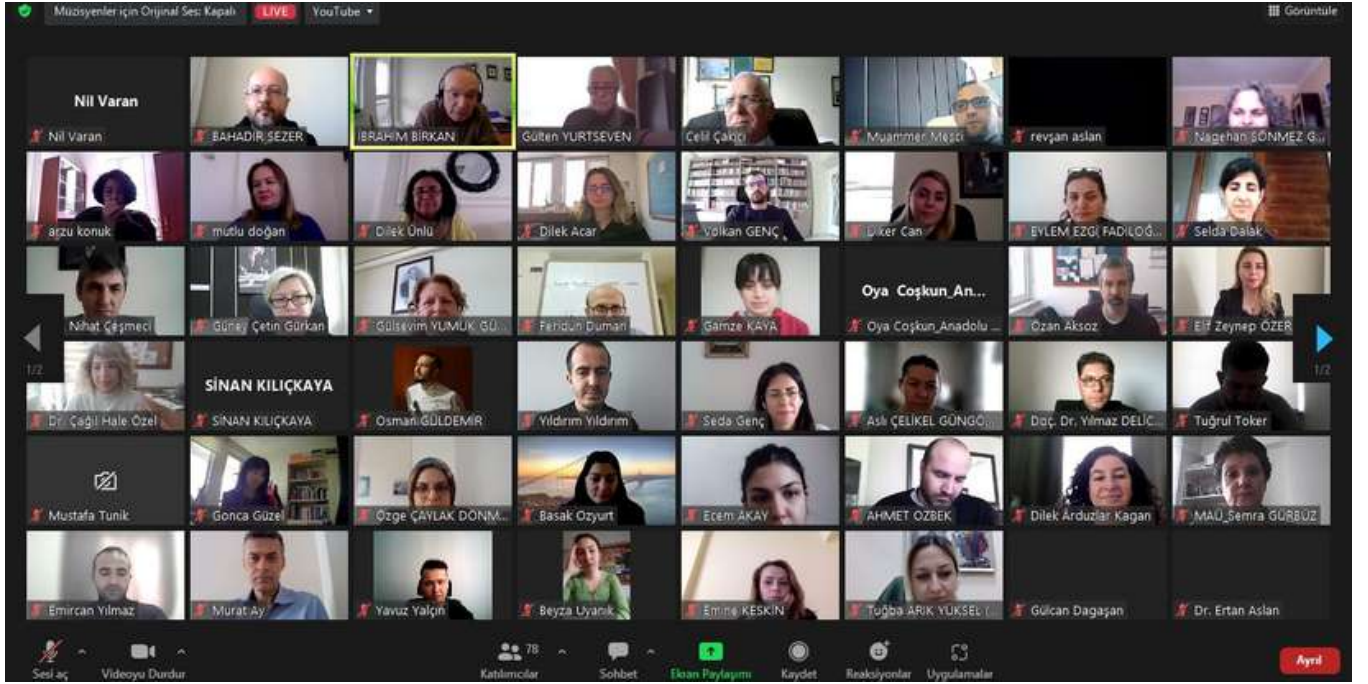 Müzisyenler için Orijinal Ses: Kapalı
LIVE
YouTube
Görüntüle
Nil Varan
Nil Varan
BAHADIR SEZER
IBRAHIM BİRKAN
Gülten YURTSEVEN
Celil Çakıcı
Muammer Mesci
revşan aslan
Nagehan SÖNMEZ G...
arzu konuk
mutlu doğan
Dilek Ünlü
Dilek Acar
Volkan GENÇ
İlker Can
EYLEM EZGİ FADİLOĞ...
Selda Dalak
Nihat Çeşmeci
Güney Çetin Gürkan
Gülsevim YUMUK GÜ...
Feridun Duman
Gamze KAYA
Oya Coşkun_An...
Oya Coşkun_Anadolu ...
Ozan Aksoz
Elif Zeynep ÖZER
1/2
1/2
Dr. Çağıl Hale Özel
SİNAN KILIÇKAYA
SİNAN KILIÇKAYA
Osman GÜLDEMİR
Yıldırım Yıldırım
Seda Genç
Aslı ÇELİKEL GÜNGÖ...
Doç. Dr. Yılmaz DELİC...
Tuğrul Toker
Mustafa Tunik
Gonca Güzel
Özge ÇAYLAK DÖNM...
Basak Ozyurt
Ecem AKAY
AHMET OZBEK
Dilek Arduzlar Kagan
MAÜ_Semra GÜRBÜZ
Emircan Yılmaz
Murat Ay
Yavuz Yalçın
Beyza Uyanık
Emine KESKİN
Tuğba ARIK YÜKSEL (
Gülcan Dagaşan
Dr. Ertan Aslan
Sesi aç
Videoyu Durdur
78
Katılımcılar
Sohbet
Ekran Paylaşımı
Kaydet
Reaksiyonlar
Uygulamalar
Ayrıl